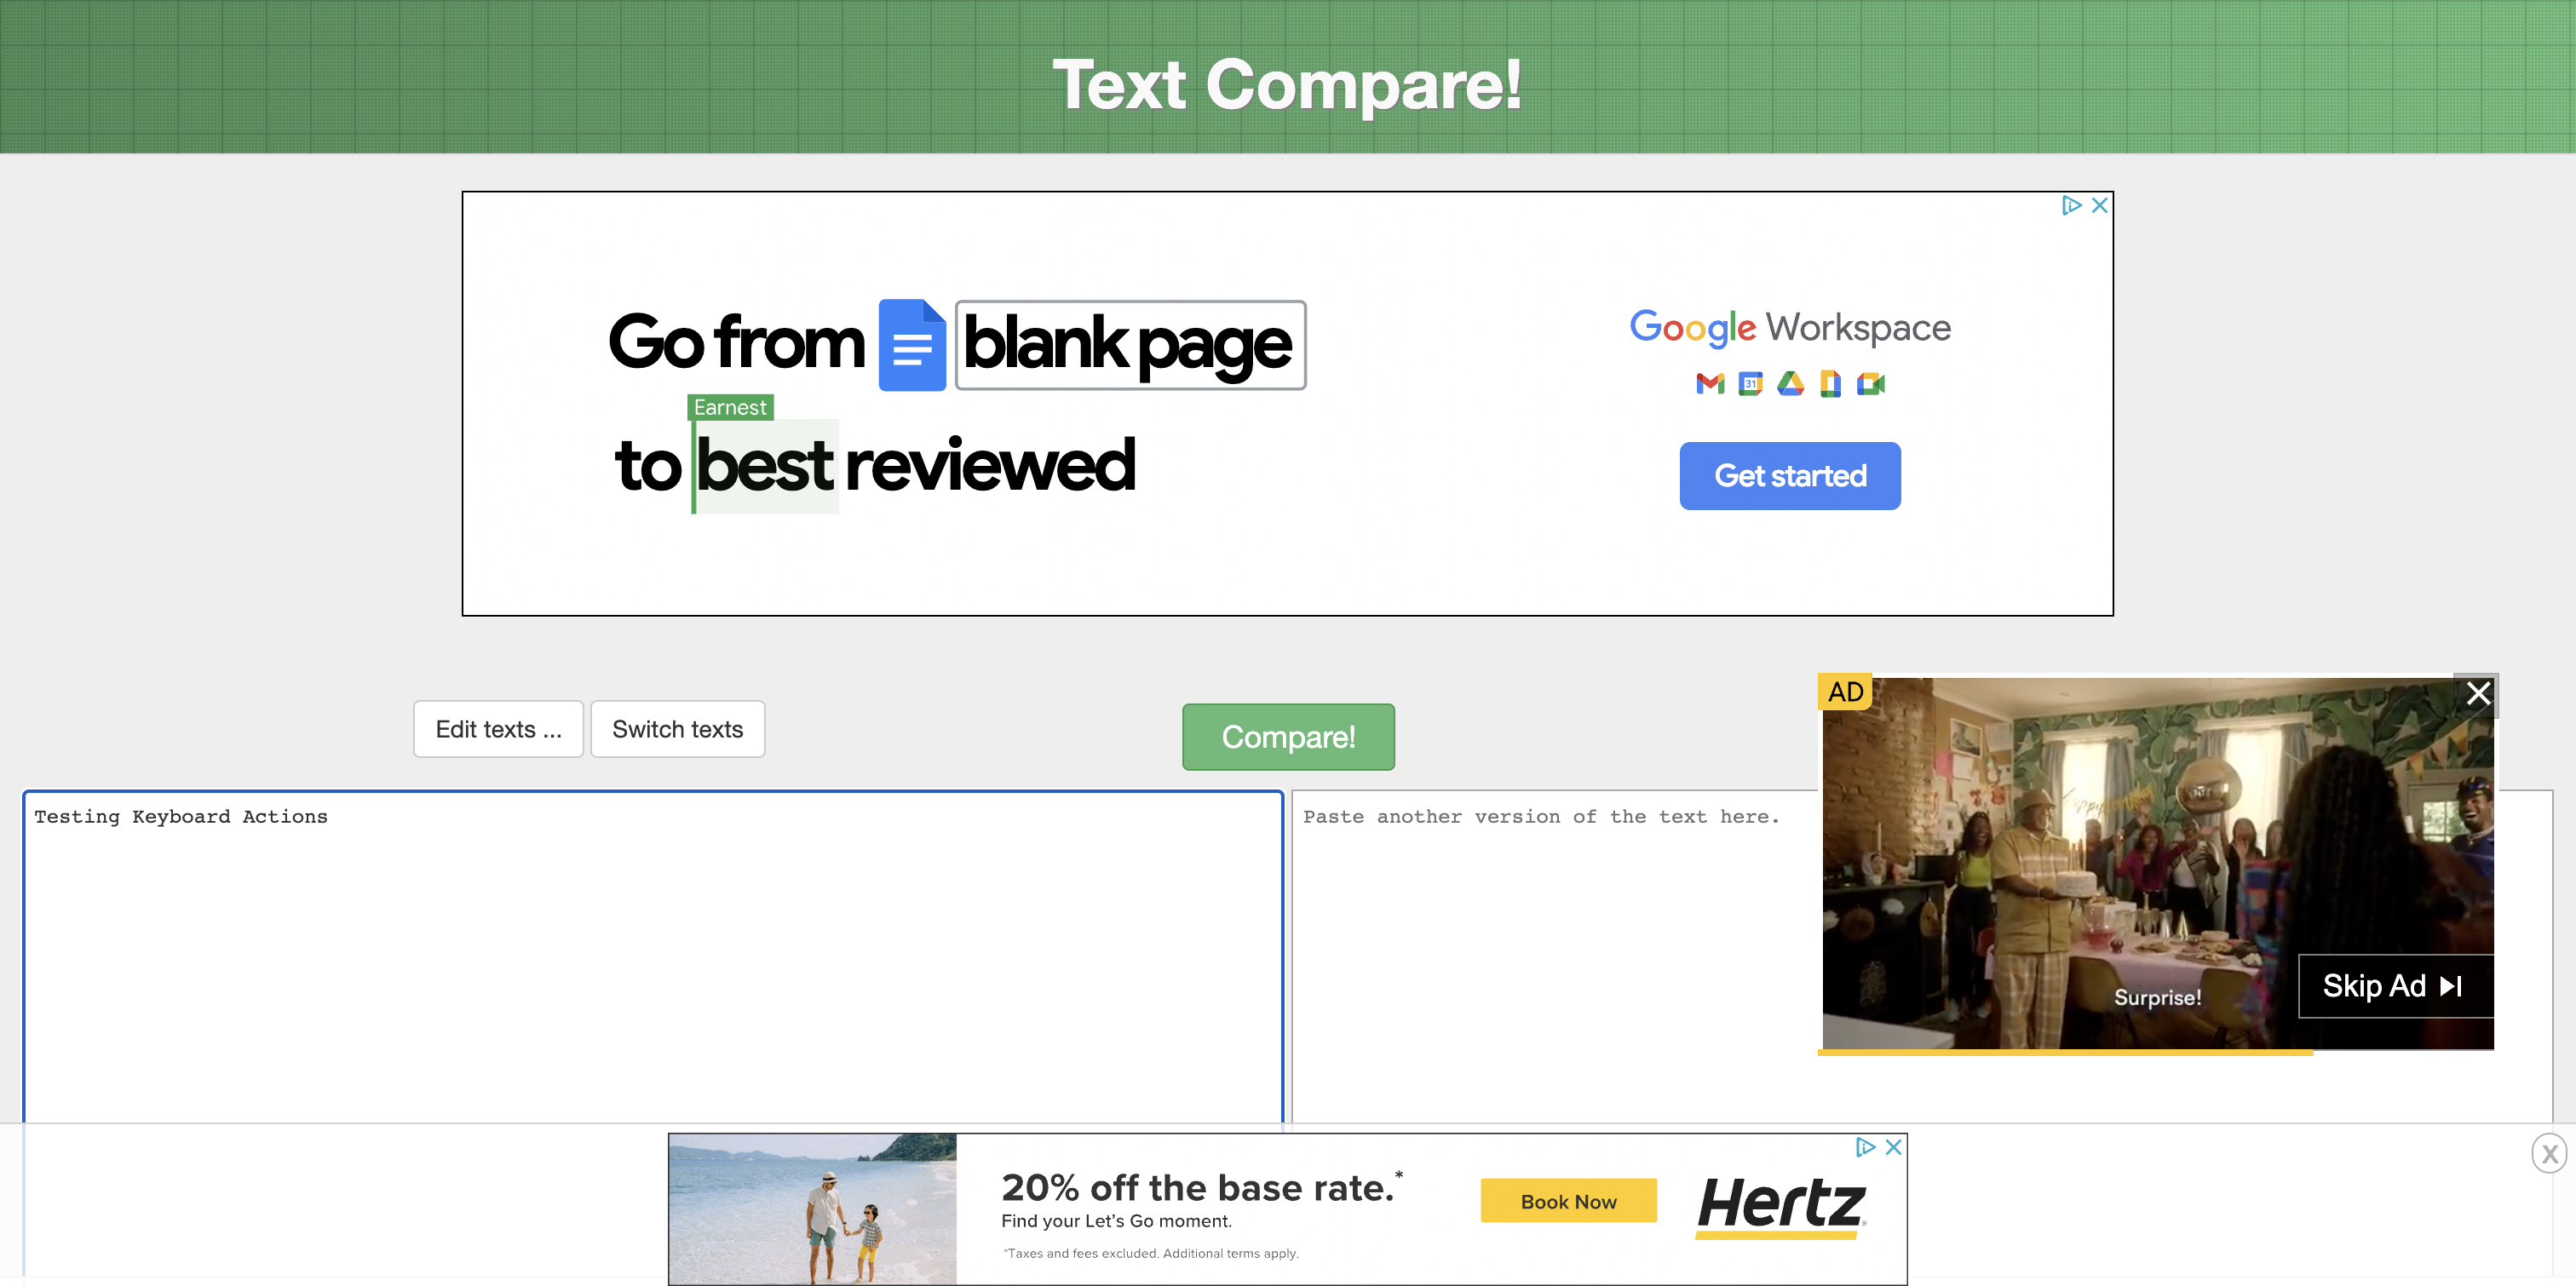 Text Compare!
Go from blank page
Earnest
to best reviewed
Google Workspace
31
Get started
Edit texts ...
Switch texts
Compare!
AD
Testing Keyboard Actions
Paste another version of the text here.
Surprise!
Skip Ad
20% off the base rate.*
Find your Let's Go moment.
*Taxes and fees excluded. Additional terms apply.
Book Now
Hertz
X